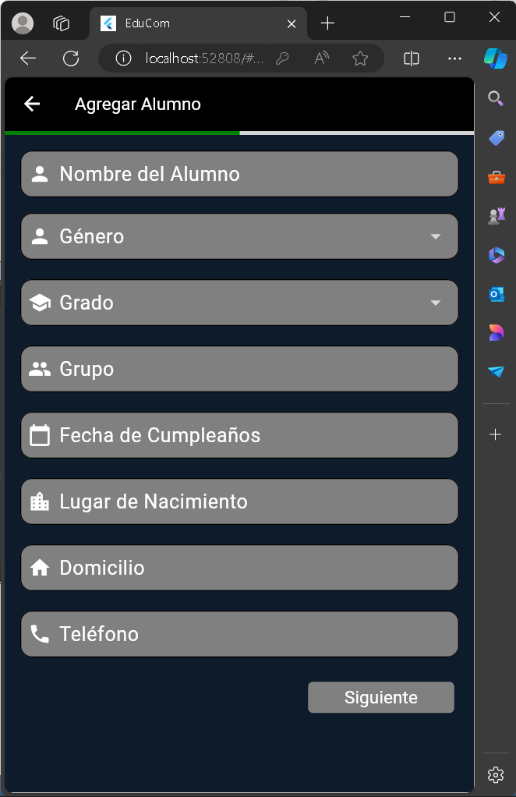 EduCom
localhost:52808/#...
Agregar Alumno
Nombre del Alumno
Género
Grado
Grupo
Fecha de Cumpleaños
Lugar de Nacimiento
Domicilio
Teléfono
Siguiente